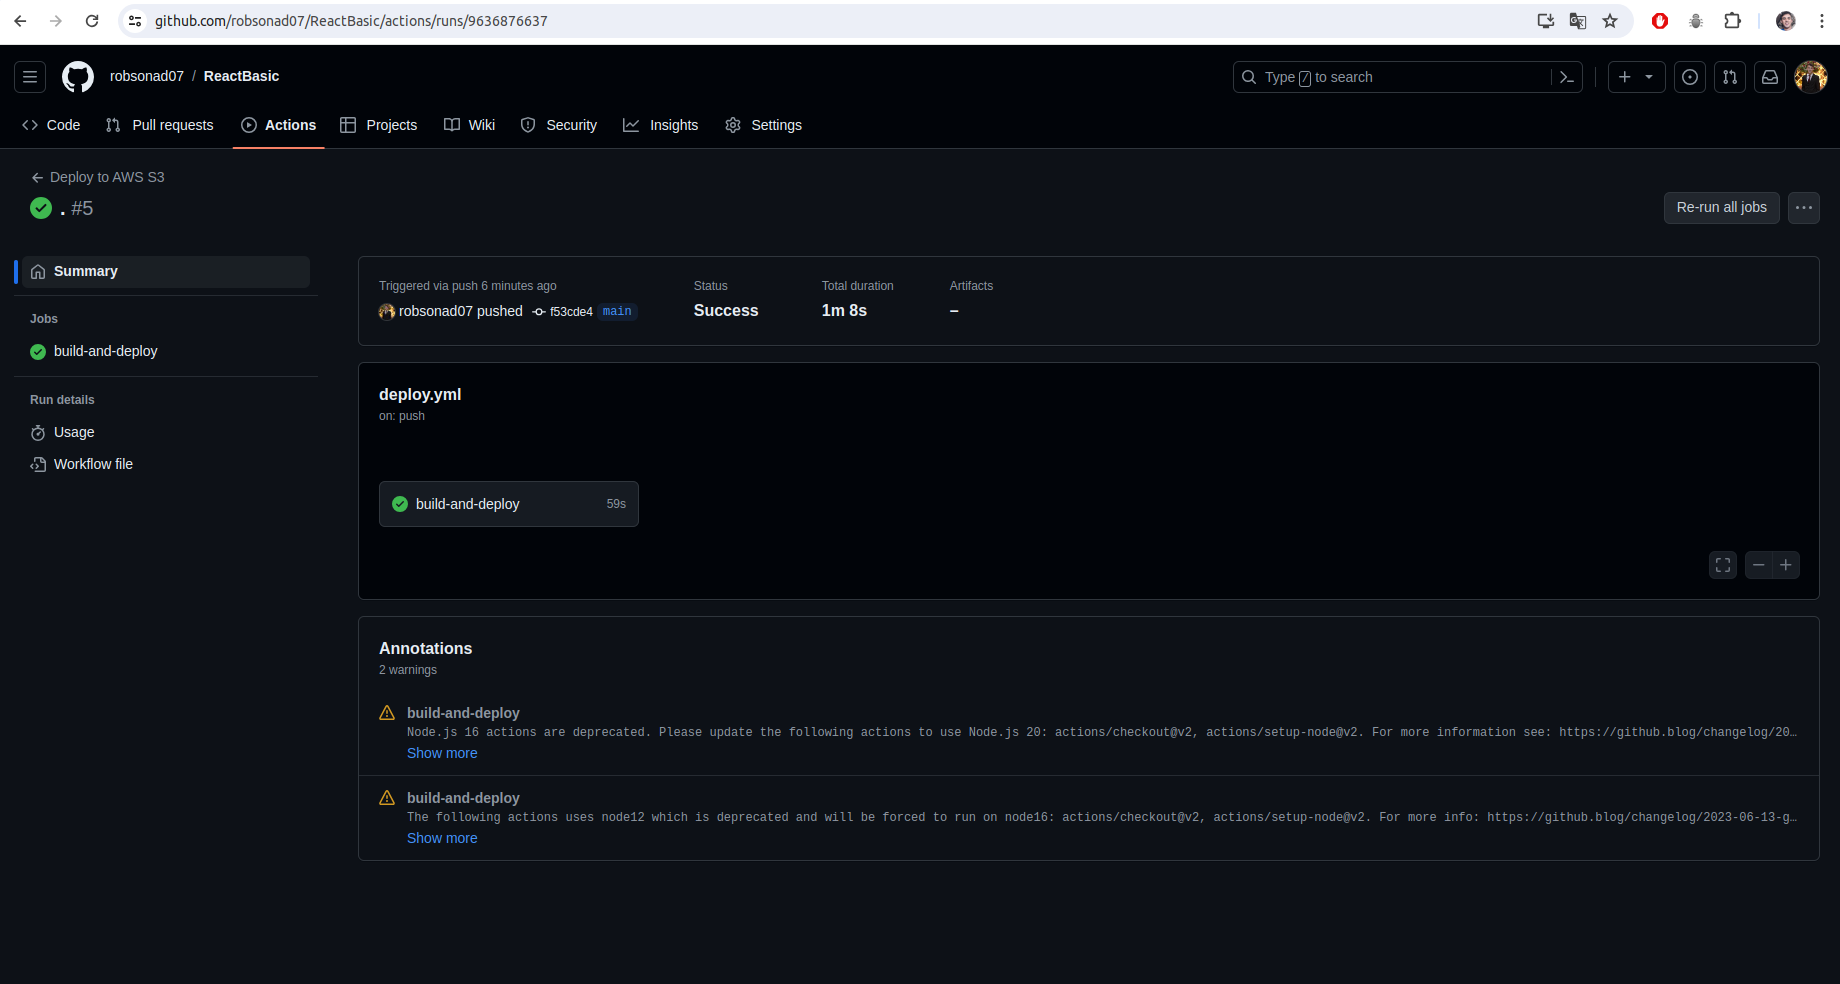 github.com/robsonad07/ReactBasic/actions/runs/9636876637
robsonad07 / ReactBasic
Type / to search
Code Pull requests Actions Projects Wiki Security Insights Settings
Deploy to AWS S3
. #5
Re-run all jobs
Summary
Jobs
build-and-deploy
Run details
Usage
Workflow file
Triggered via push 6 minutes ago
robsonad07 pushed f53cde4 main
Status
Success
Total duration
1m 8s
Artifacts
–
deploy.yml
on: push
build-and-deploy 59s
Annotations
2 warnings
build-and-deploy
Node.js 16 actions are deprecated. Please update the following actions to use Node.js 20: actions/checkout@v2, actions/setup-node@v2. For more information see: https://github.blog/changelog/20…
Show more
build-and-deploy
The following actions uses node12 which is deprecated and will be forced to run on node16: actions/checkout@v2, actions/setup-node@v2. For more info: https://github.blog/changelog/2023-06-13-g…
Show more